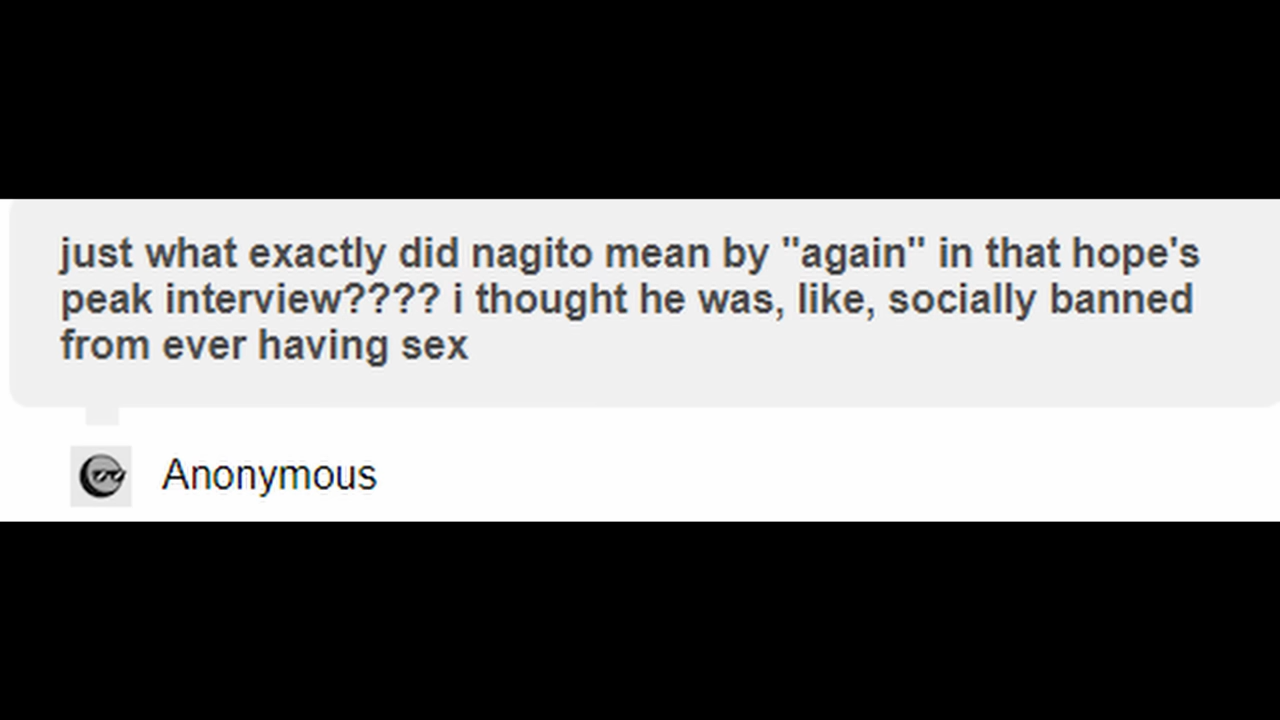 just what exactly did nagito mean by "again" in that hope's
peak interview???? i thought he was, like, socially banned
from ever having sex
Anonymous